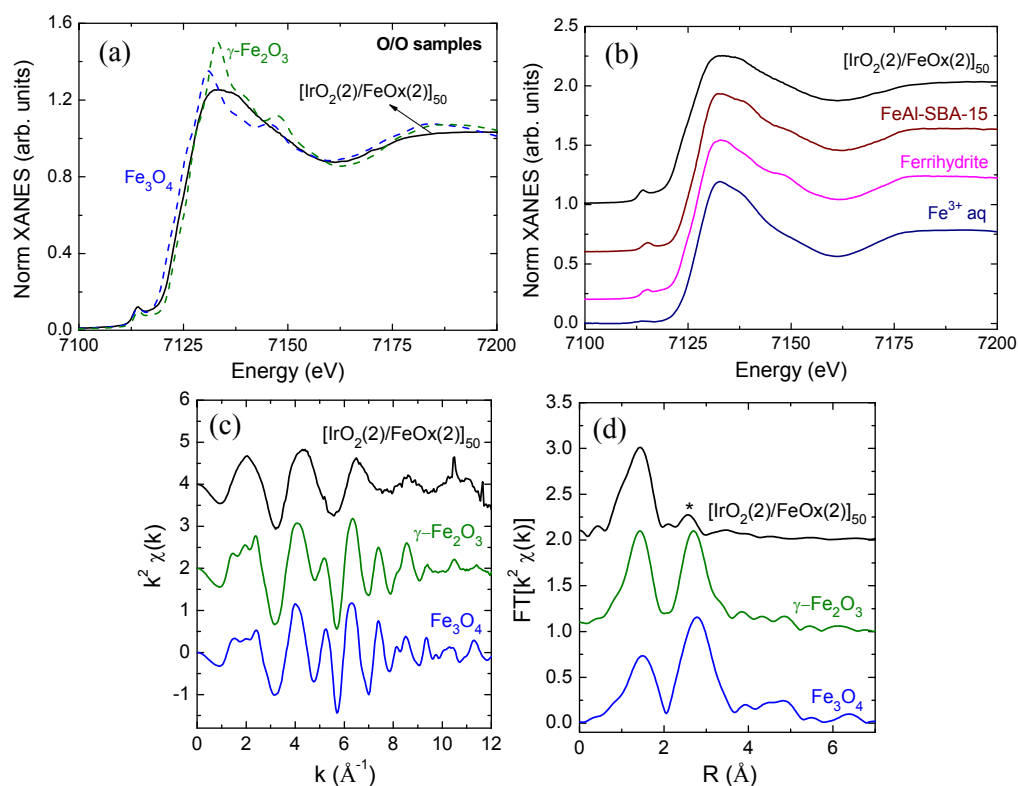 (a)
O/O samples
γ-Fe₂O₃
[IrO₂(2)/FeOx(2)]₅₀
Fe₃O₄
1.6
1.2
0.8
0.4
0.0
Norm XANES (arb. units)
7100 7125 7150 7175 7200
Energy (eV)
(b)
[IrO₂(2)/FeOx(2)]₅₀
FeAl-SBA-15
Ferrihydrite
Fe³⁺ aq
2.5
2.0
1.5
1.0
0.5
0.0
Norm XANES (arb. units)
7100 7125 7150 7175 7200
Energy (eV)
(c)
[IrO₂(2)/FeOx(2)]₅₀
γ−Fe₂O₃
Fe₃O₄
6
5
4
3
2
1
0
-1
k² χ(k)
0 2 4 6 8 10 12
k (Å⁻¹)
(d)
*
[IrO₂(2)/FeOx(2)]₅₀
γ−Fe₂O₃
Fe₃O₄
3.5
3.0
2.5
2.0
1.5
1.0
0.5
0.0
FT[k² χ(k)]
0 2 4 6
R (Å)